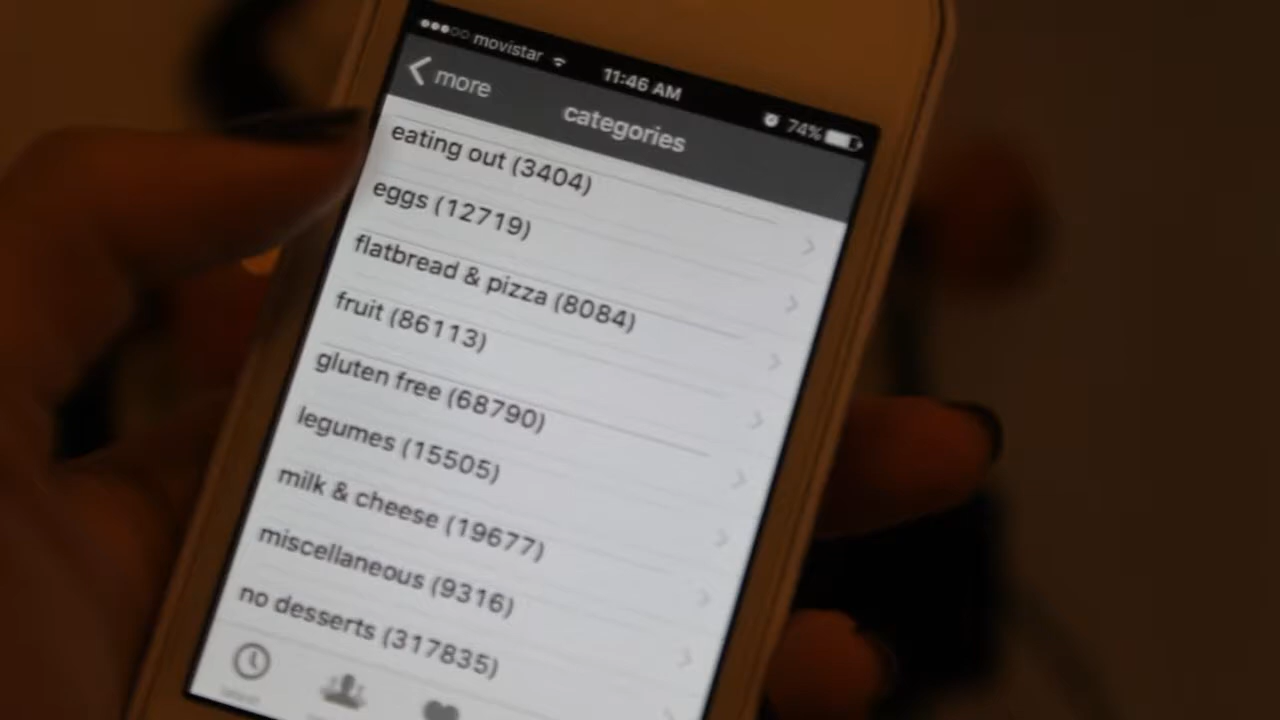 movistar 11:46 AM 74%
more
categories
eating out (3404)
eggs (12719)
flatbread & pizza (8084)
fruit (86113)
gluten free (68790)
legumes (15505)
milk & cheese (19677)
miscellaneous (9316)
no desserts (317835)